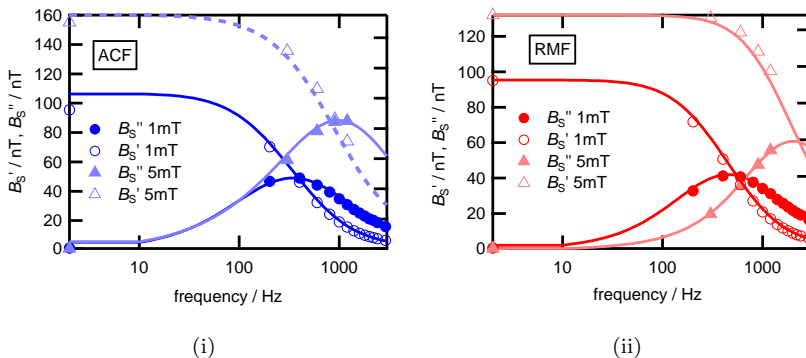 160
140
120
100
80
60
40
20
0
B_S' / nT, B_S'' / nT
ACF
B_S'' 1mT
B_S' 1mT
B_S'' 5mT
B_S' 5mT
10
100
1000
frequency / Hz
(i)
120
100
80
60
40
20
0
B_S' / nT, B_S'' / nT
RMF
B_S'' 1mT
B_S' 1mT
B_S'' 5mT
B_S' 5mT
10
100
1000
frequency / Hz
(ii)